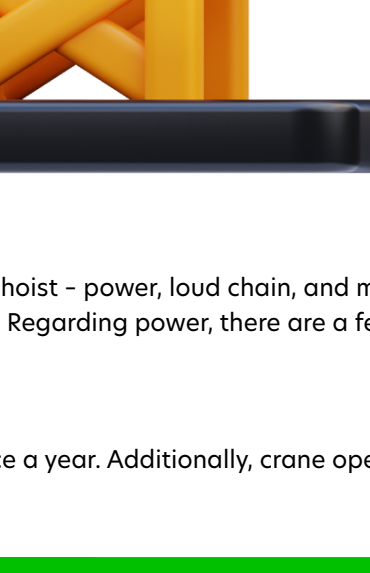 hoist – power, loud chain, and
Regarding power, there are a
a year. Additionally, crane